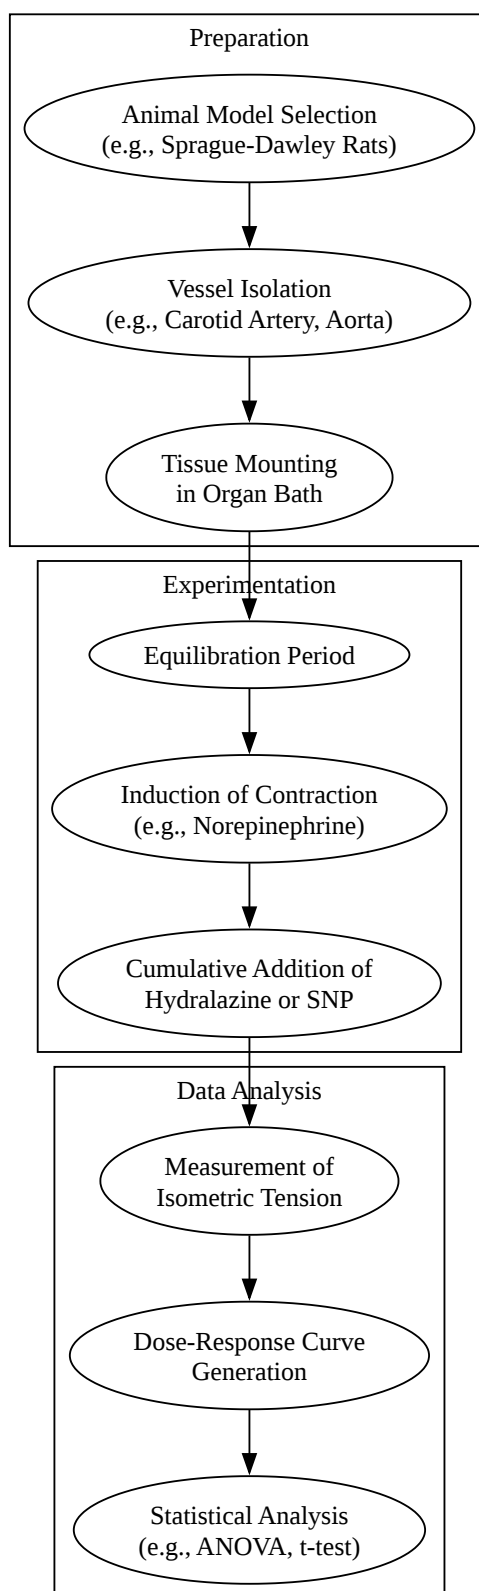 Preparation
Animal Model Selection
(e.g., Sprague-Dawley Rats)
Vessel Isolation
(e.g., Carotid Artery, Aorta)
Tissue Mounting
in Organ Bath
Experimentation
Equilibration Period
Induction of Contraction
(e.g., Norepinephrine)
Cumulative Addition of
Hydralazine or SNP
Data Analysis
Measurement of
Isometric Tension
Dose-Response Curve
Generation
Statistical Analysis
(e.g., ANOVA, t-test)